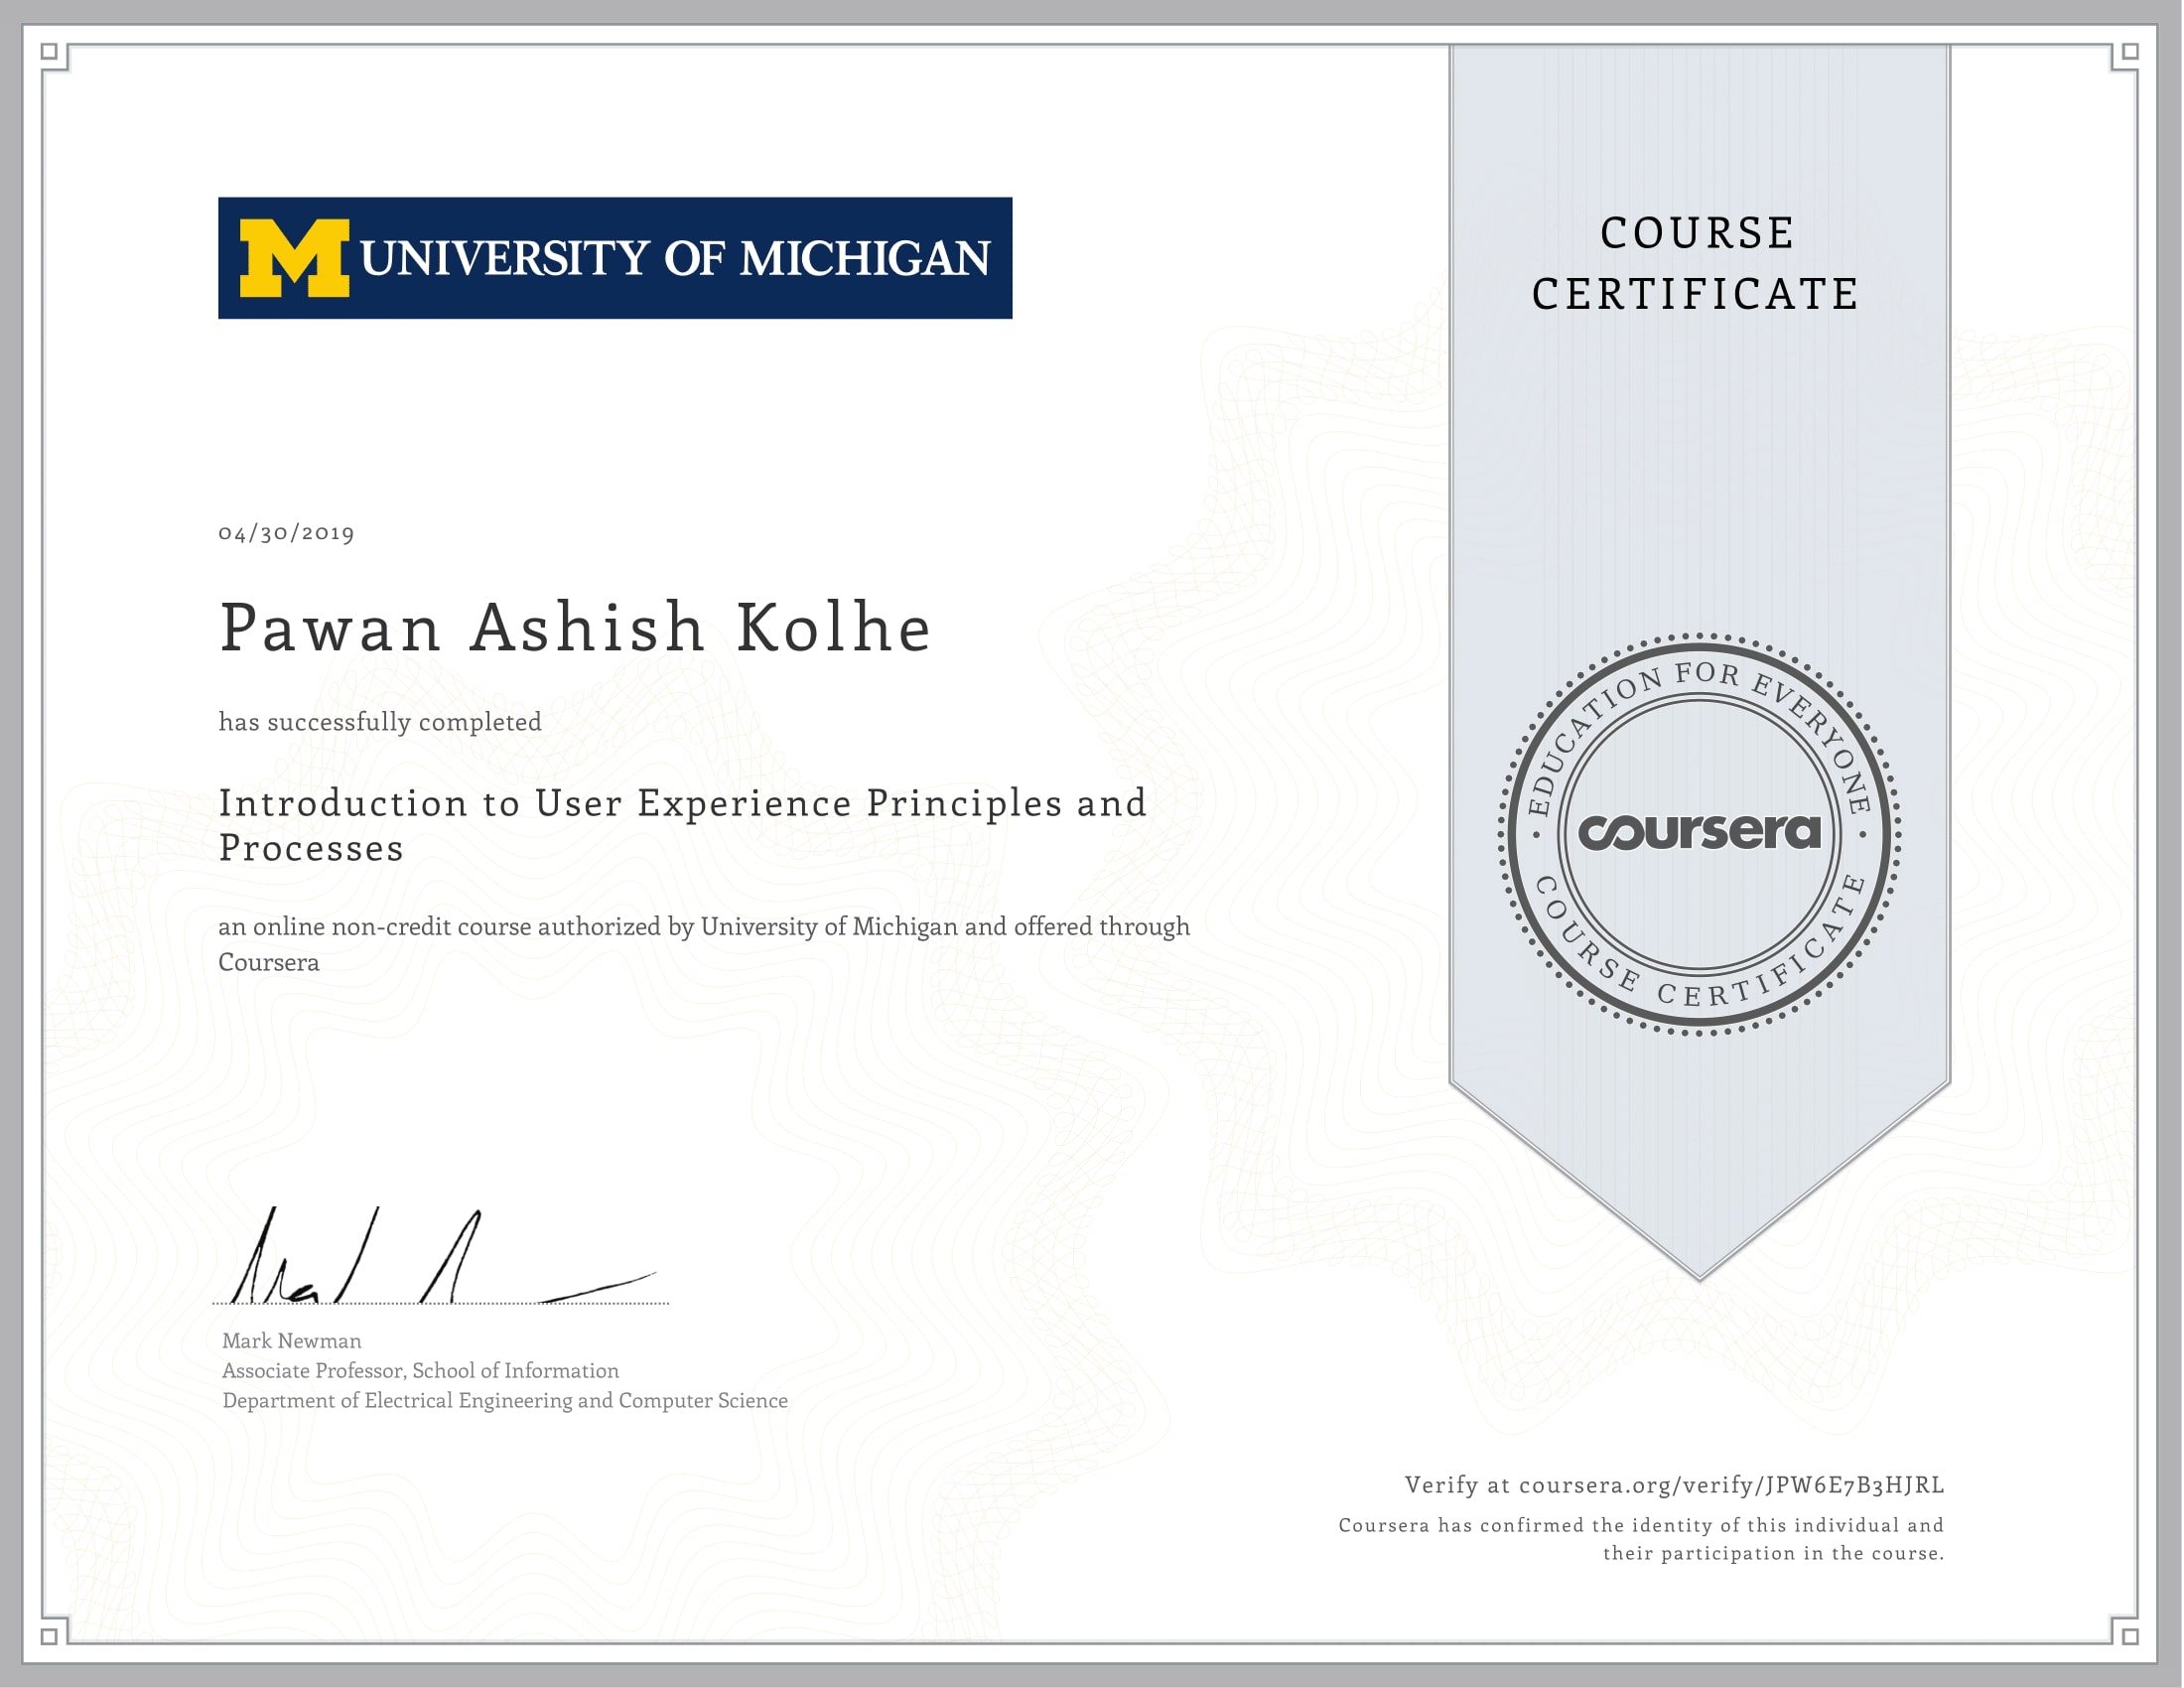 M UNIVERSITY OF MICHIGAN
COURSE
CERTIFICATE
04/30/2019
Pawan Ashish Kolhe
has successfully completed
Introduction to User Experience Principles and
Processes
an online non-credit course authorized by University of Michigan and offered through
Coursera
EDUCATION FOR EVERYONE
coursera
COURSE CERTIFICATE
Mark Newman
Associate Professor, School of Information
Department of Electrical Engineering and Computer Science
Verify at coursera.org/verify/JPW6E7B3HJRL
Coursera has confirmed the identity of this individual and
their participation in the course.